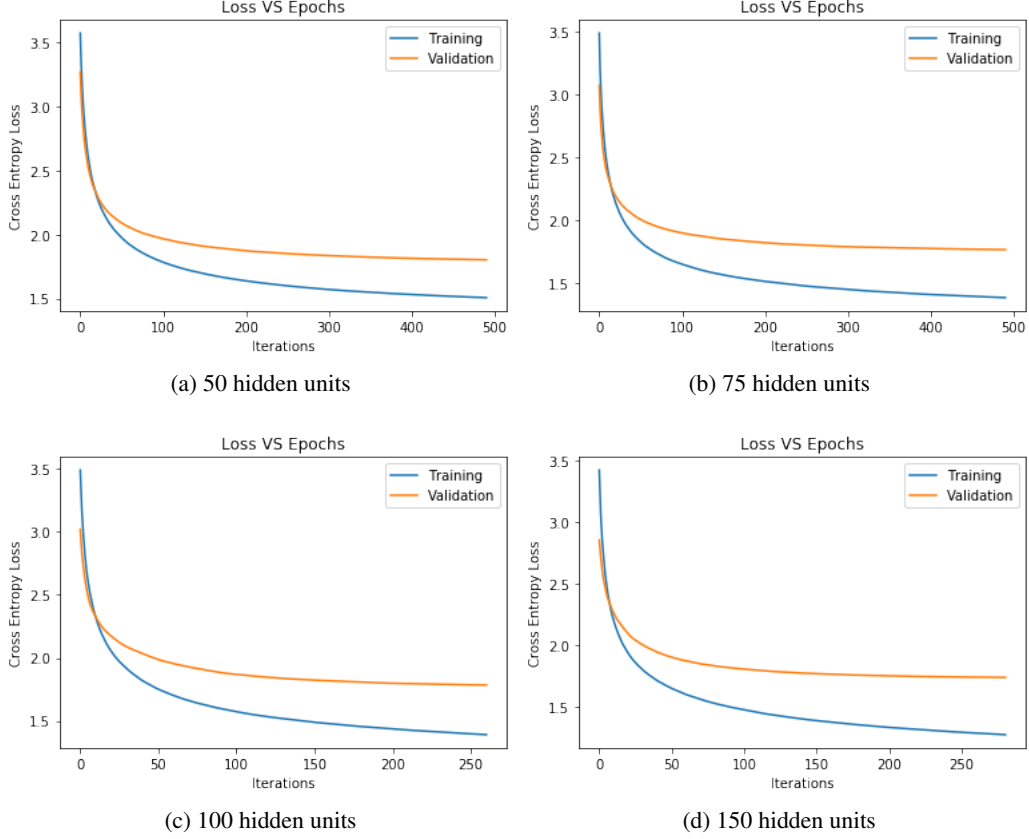 Loss VS Epochs
Training
Validation
Cross Entropy Loss
3.5
3.0
2.5
2.0
1.5
0 100 200 300 400 500
Iterations
(a) 50 hidden units
Loss VS Epochs
Training
Validation
Cross Entropy Loss
3.5
3.0
2.5
2.0
1.5
0 100 200 300 400 500
Iterations
(b) 75 hidden units
Loss VS Epochs
Training
Validation
Cross Entropy Loss
3.5
3.0
2.5
2.0
1.5
0 50 100 150 200 250
Iterations
(c) 100 hidden units
Loss VS Epochs
Training
Validation
Cross Entropy Loss
3.5
3.0
2.5
2.0
1.5
0 50 100 150 200 250
Iterations
(d) 150 hidden units